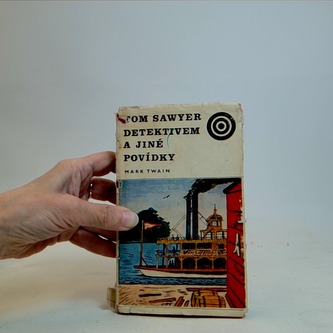 TOM SAWYER
DETEKTIVEM
A JINÉ
POVÍDKY
MARK TWAIN